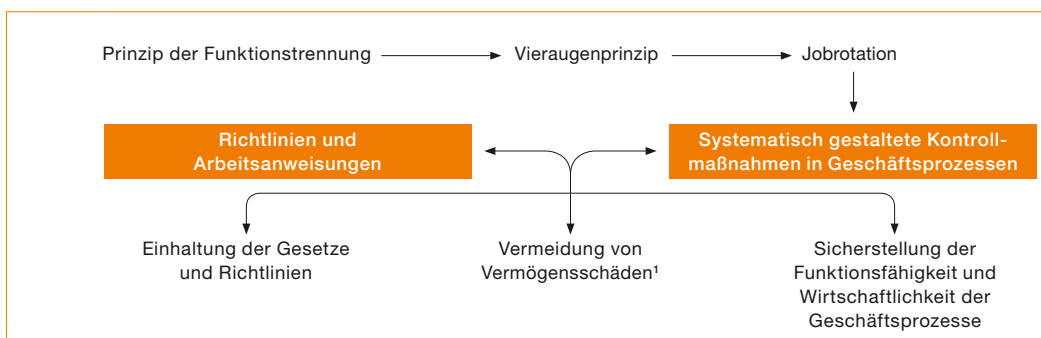 Prinzip der Funktionstrennung
Vieraugenprinzip
Jobrotation
Richtlinien und
Arbeitsanweisungen
Systematisch gestaltete Kontroll-
maßnahmen in Geschäftsprozessen
Einhaltung der Gesetze
und Richtlinien
Vermeidung von
Vermögensschäden¹
Sicherstellung der
Funktionsfähigkeit und
Wirtschaftlichkeit der
Geschäftsprozesse